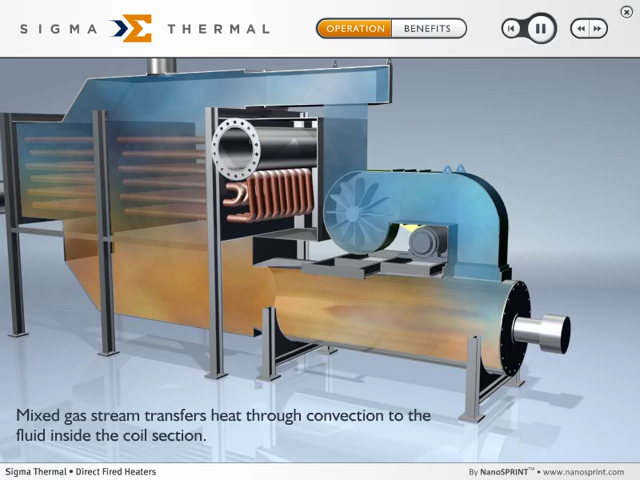 SIGMA THERMAL
OPERATION BENEFITS
Mixed gas stream transfers heat through convection to the
fluid inside the coil section.
Sigma Thermal • Direct Fired Heaters
By NanoSPRINT™ • www.nanosprint.com